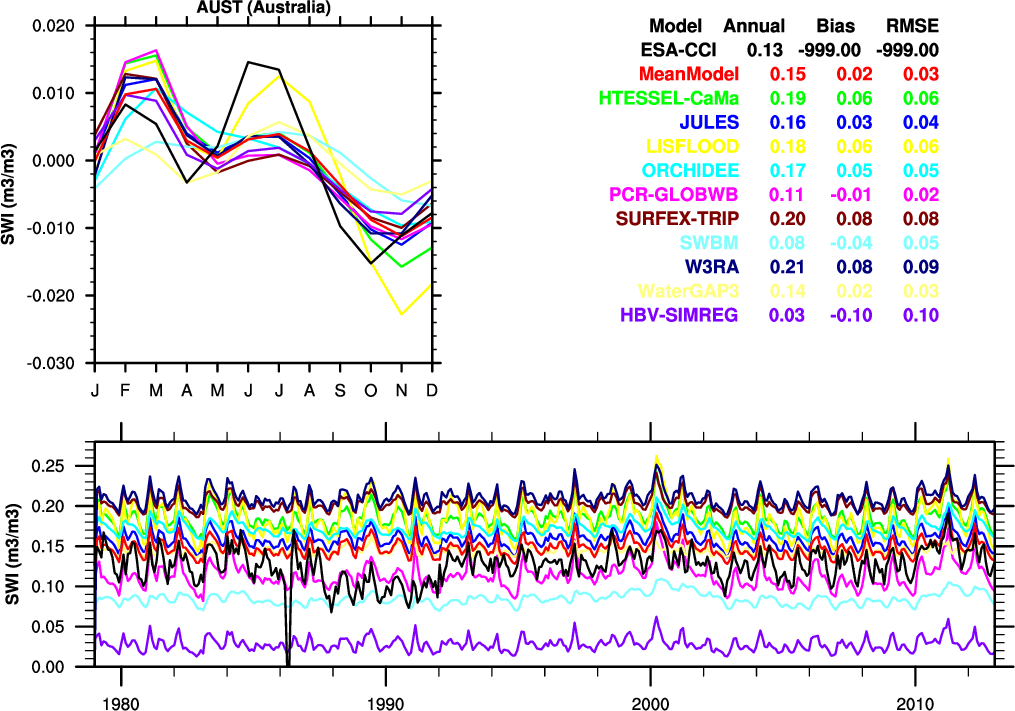 AUST (Australia)
0.020
0.010
0.000
-0.010
-0.020
-0.030
SWI (m3/m3)
J F M A M J J A S O N D
Model Annual Bias RMSE
ESA-CCI 0.13 -999.00 -999.00
MeanModel 0.15 0.02 0.03
HTESSEL-CaMa 0.19 0.06 0.06
JULES 0.16 0.03 0.04
LISFLOOD 0.18 0.06 0.06
ORCHIDEE 0.17 0.05 0.05
PCR-GLOBWB 0.11 -0.01 0.02
SURFEX-TRIP 0.20 0.08 0.08
SWBM 0.08 -0.04 0.05
W3RA 0.21 0.08 0.09
WaterGAP3 0.14 0.02 0.03
HBV-SIMREG 0.03 -0.10 0.10
0.25
0.20
0.15
0.10
0.05
0.00
SWI (m3/m3)
1980 1990 2000 2010